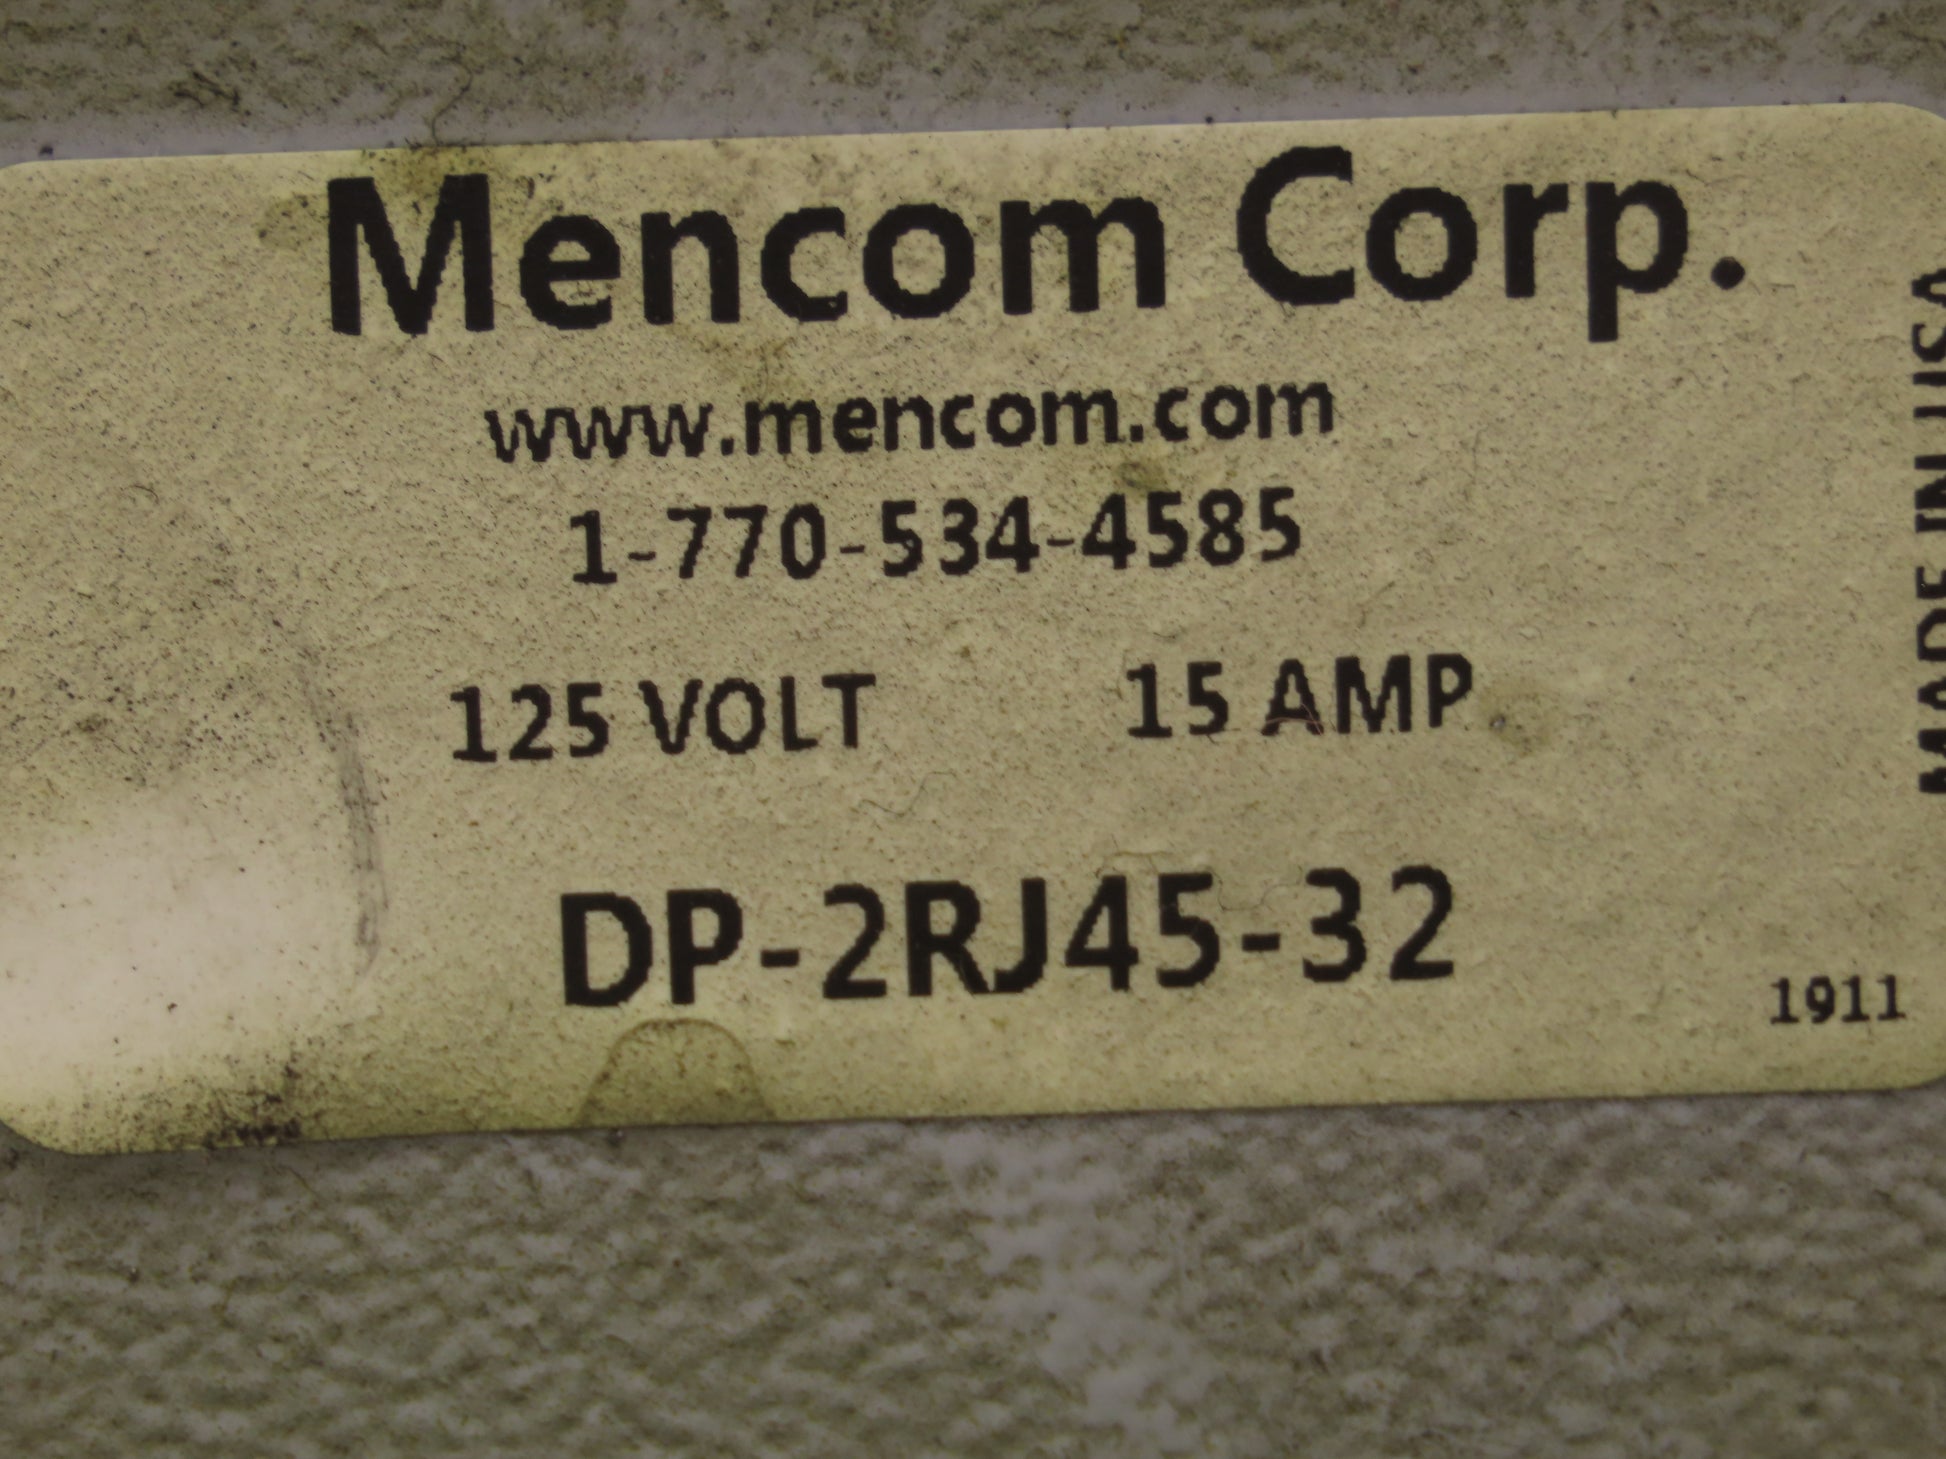 Mencom Corp.
www.mencom.com
1-770-534-4585
125 VOLT 15 AMP
DP-2RJ45-32
1911
MADE IN USA